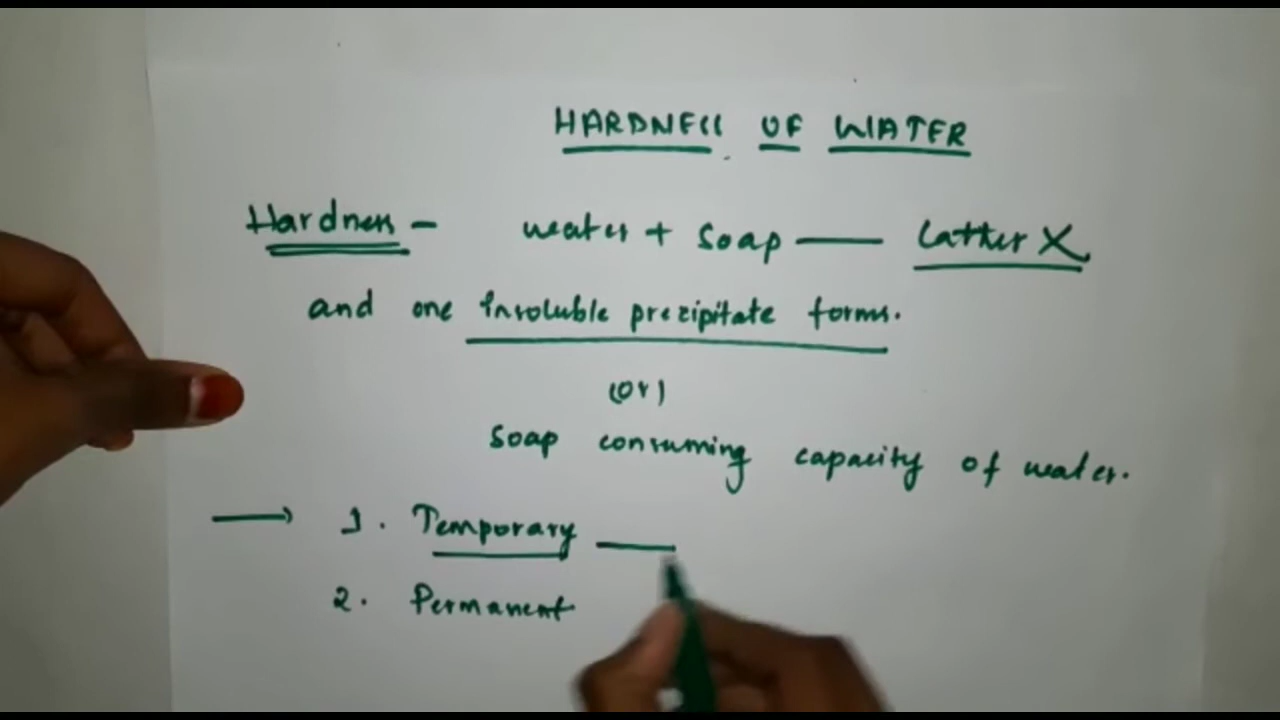 HARDNESS OF WATER
Hardness - water + soap — Lather X
and one insoluble precipitate forms.
(or)
soap consuming capacity of water.
→ 1. Temporary —
2. Permanent